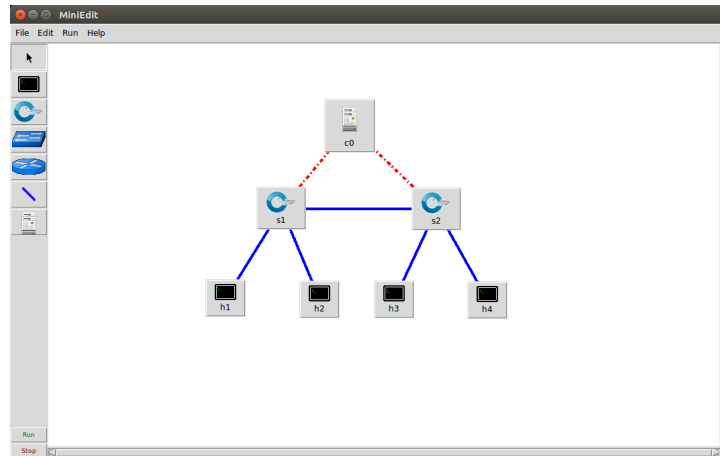 MiniEdit
File Edit Run Help
c0
s1
s2
h1
h2
h3
h4
Run
Stop